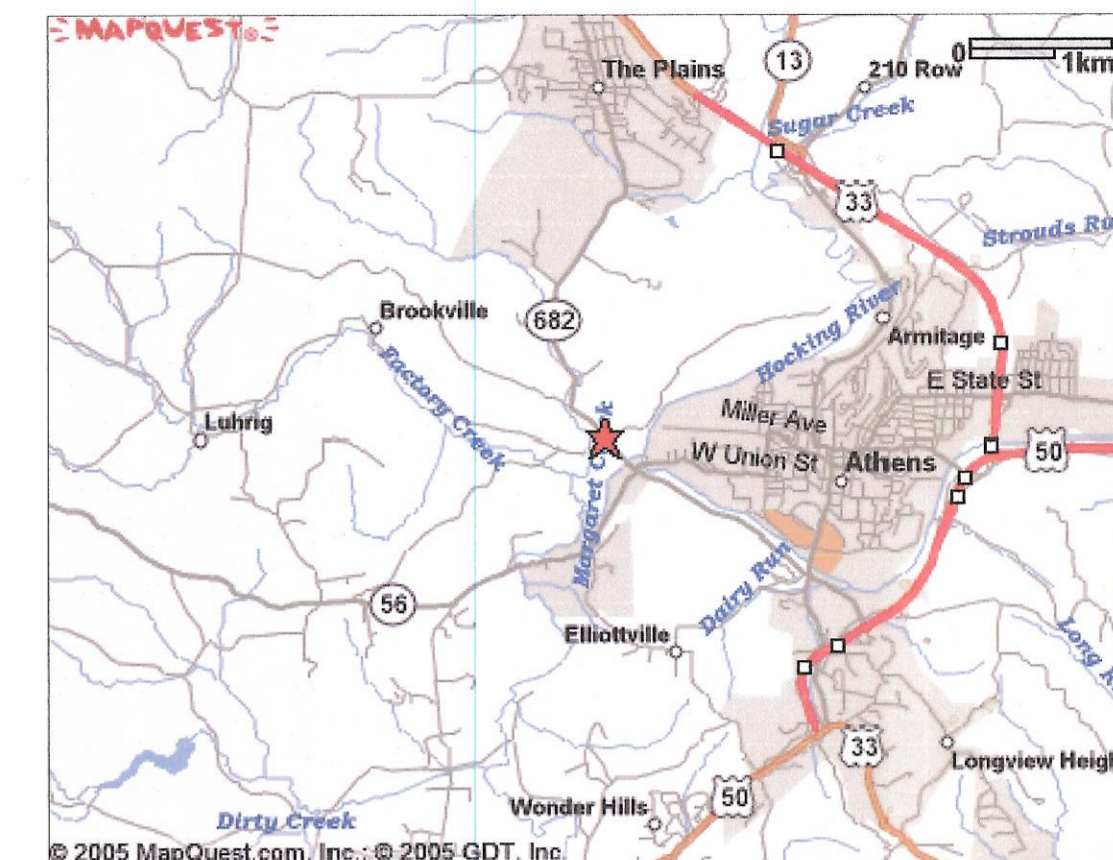 MAPQUEST®
The Plains
13
210 Row
0
1km
Sugar Creek
33
Strouds
Brookville
682
Hocking River
Armitage
E State St
Factory Creek
Miller Ave
Luhrig
W Union St
Athens
50
Margaret
56
Dairy Run
Elliottville
Long
33
Longview Heigh
50
Wonder Hills
Dirty Creek
© 2005 MapQuest.com, Inc.; © 2005 GDT, Inc.